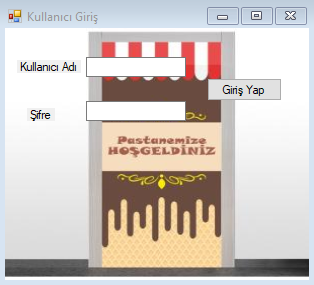 Kullanıcı Giriş
Kullanıcı Adı
Giriş Yap
Şifre
Pastanemize
HOŞGELDİNİZ